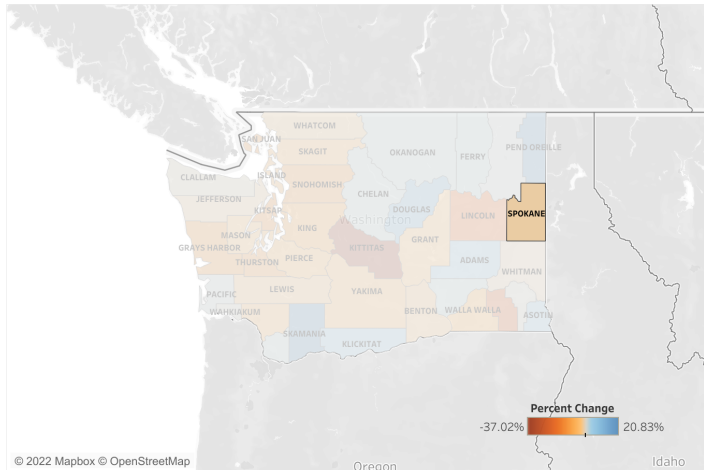 WHATCOM
SAN JUAN
SKAGIT
OKANOGAN
FERRY
PEND OREILLE
ISLAND
CLALLAM
SNOHOMISH
JEFFERSON
CHELAN
DOUGLAS
KITSAP
LINCOLN
SPOKANE
Washington
KING
MASON
GRANT
GRAYS HARBOR
KITTITAS
THURSTON
PIERCE
ADAMS
WHITMAN
LEWIS
YAKIMA
PACIFIC
WAHKIAKUM
BENTON
WALLA WALLA
ASOTIN
SKAMANIA
KLICKITAT
Percent Change
-37.02%
20.83%
© 2022 Mapbox © OpenStreetMap
Oregon
Idaho